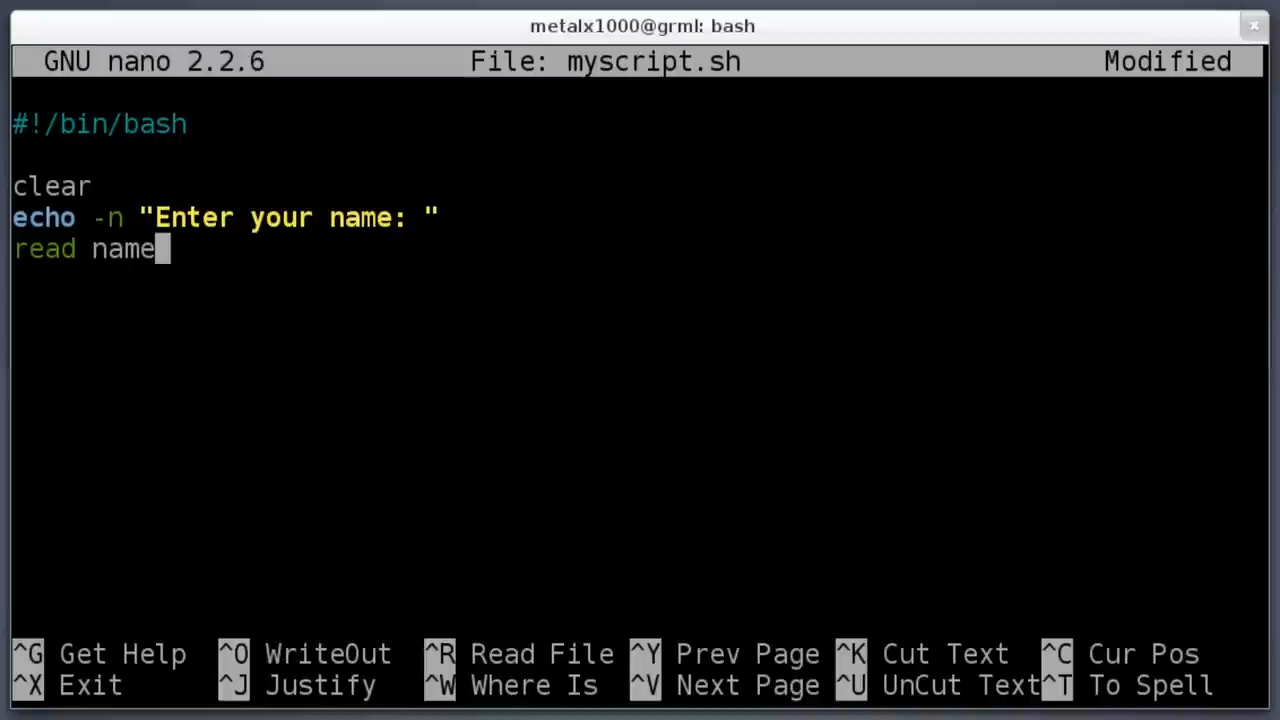 metalx1000@grml: bash
GNU nano 2.2.6 File: myscript.sh Modified
#!/bin/bash
clear
echo -n "Enter your name: "
read name
^G Get Help ^O WriteOut ^R Read File ^Y Prev Page ^K Cut Text ^C Cur Pos
^X Exit ^J Justify ^W Where Is ^V Next Page ^U UnCut Text ^T To Spell